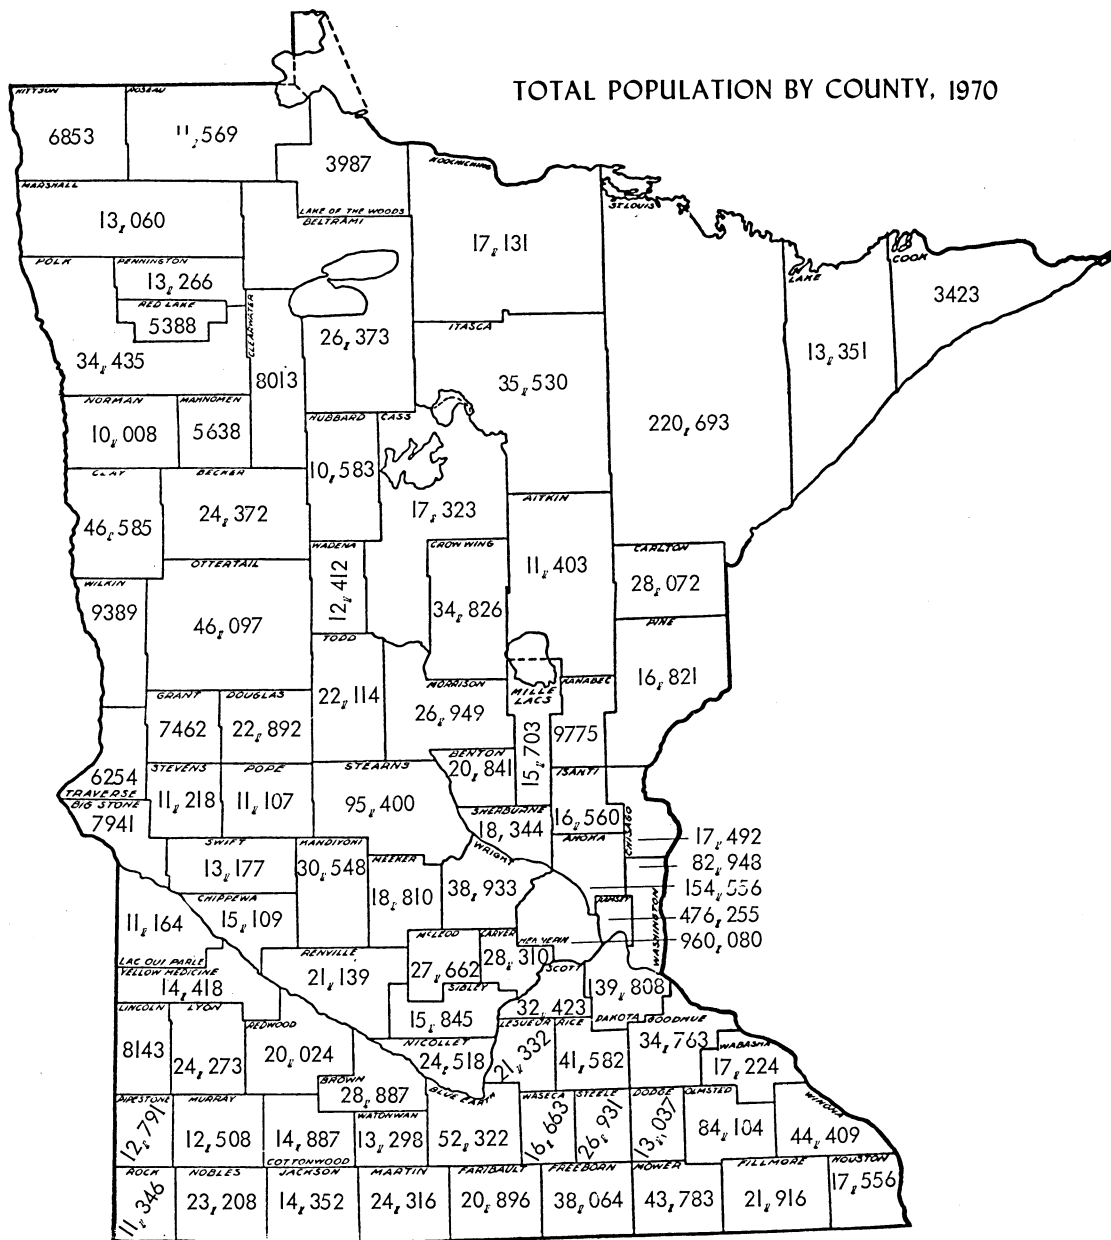 TOTAL POPULATION BY COUNTY, 1970
KITTSON
6853
ROSEAU
11,569
LAKE OF THE WOODS
3987
KOOCHICHING
17,131
ST. LOUIS
220,693
LAKE
13,351
COOK
3423
MARSHALL
13,060
BELTRAMI
26,373
POLK
34,435
PENNINGTON
13,266
RED LAKE
5388
CLEARWATER
8013
ITASCA
35,530
NORMAN
10,008
MAHNOMEN
5638
HUBBARD
10,583
CASS
17,323
CLAY
46,585
BECKER
24,372
AITKIN
11,403
WADENA
12,412
CROW WING
34,826
CARLTON
28,072
WILKIN
9389
OTTERTAIL
46,097
TODD
22,114
PINE
16,821
MORRISON
26,949
MILLE LACS
15,703
KANABEC
9775
GRANT
7462
DOUGLAS
22,892
BENTON
20,841
6254
TRAVERSE
STEVENS
11,218
POPE
11,107
STEARNS
95,400
ISANTI
16,560
BIG STONE
7941
SHERBURNE
18,344
ANOKA
CHISAGO
17,492
82,948
154,556
476,255
960,080
RAMSEY
WASHINGTON
HENNEPIN
SWIFT
13,177
KANDIYOHI
30,548
MEEKER
18,810
WRIGHT
38,933
11,164
LAC QUI PARLE
CHIPPEWA
15,109
RENVILLE
21,139
MCLEOD
27,662
CARVER
28,310
SCOTT
32,423
139,808
DAKOTA
YELLOW MEDICINE
14,418
SIBLEY
15,845
LINCOLN
8143
LYON
24,273
REDWOOD
20,024
NICOLLET
24,518
LESUEUR
21,332
RICE
41,582
GOODHUE
34,763
WABASHA
17,224
BROWN
28,887
BLUE EARTH
52,322
PIPESTONE
12,791
MURRAY
12,508
14,887
COTTONWOOD
WATONWAN
13,298
WASECA
16,663
STEELE
26,931
DODGE
13,037
OLMSTED
84,104
WINONA
44,409
ROCK
11,346
NOBLES
23,208
JACKSON
14,352
MARTIN
24,316
FARIBAULT
20,896
FREEBORN
38,064
MOWER
43,783
FILLMORE
21,916
HOUSTON
17,556